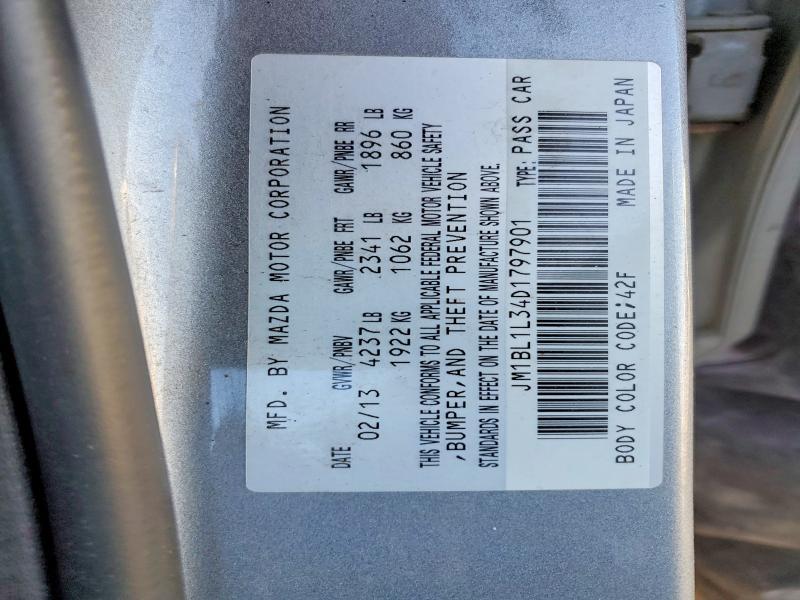 MFD. BY MAZDA MOTOR CORPORATION
DATE GVWR/PNBV GAWR/PNBE FRT GAWR/PNBE RR
02/13 4237 LB 2341 LB 1896 LB
1922 KG 1062 KG 860 KG
THIS VEHICLE CONFORMS TO ALL APPLICABLE FEDERAL MOTOR VEHICLE SAFETY
,BUMPER,AND THEFT PREVENTION
STANDARDS IN EFFECT ON THE DATE OF MANUFACTURE SHOWN ABOVE.
JM1BL1L34D1797901 TYPE: PASS CAR
BODY COLOR CODE;42F MADE IN JAPAN